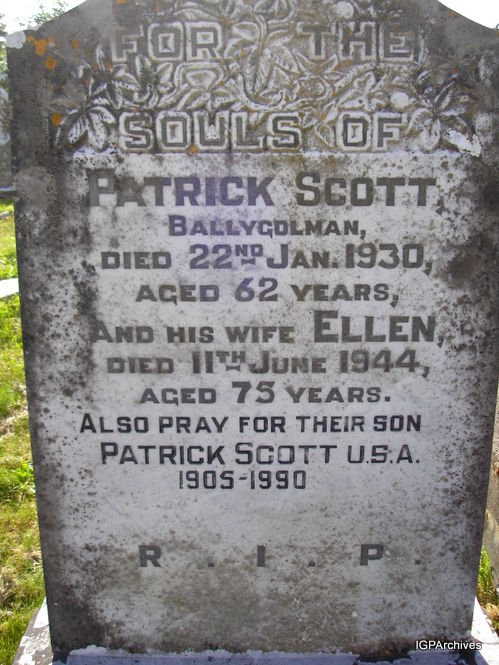 FOR THE
SOULS OF
PATRICK SCOTT,
BALLYGOLMAN,
DIED 22ND JAN. 1930,
AGED 62 YEARS,
AND HIS WIFE ELLEN,
DIED 11TH JUNE 1944,
AGED 75 YEARS.
ALSO PRAY FOR THEIR SON
PATRICK SCOTT U.S.A.
1905-1990
R. I. P.
IGPArchives